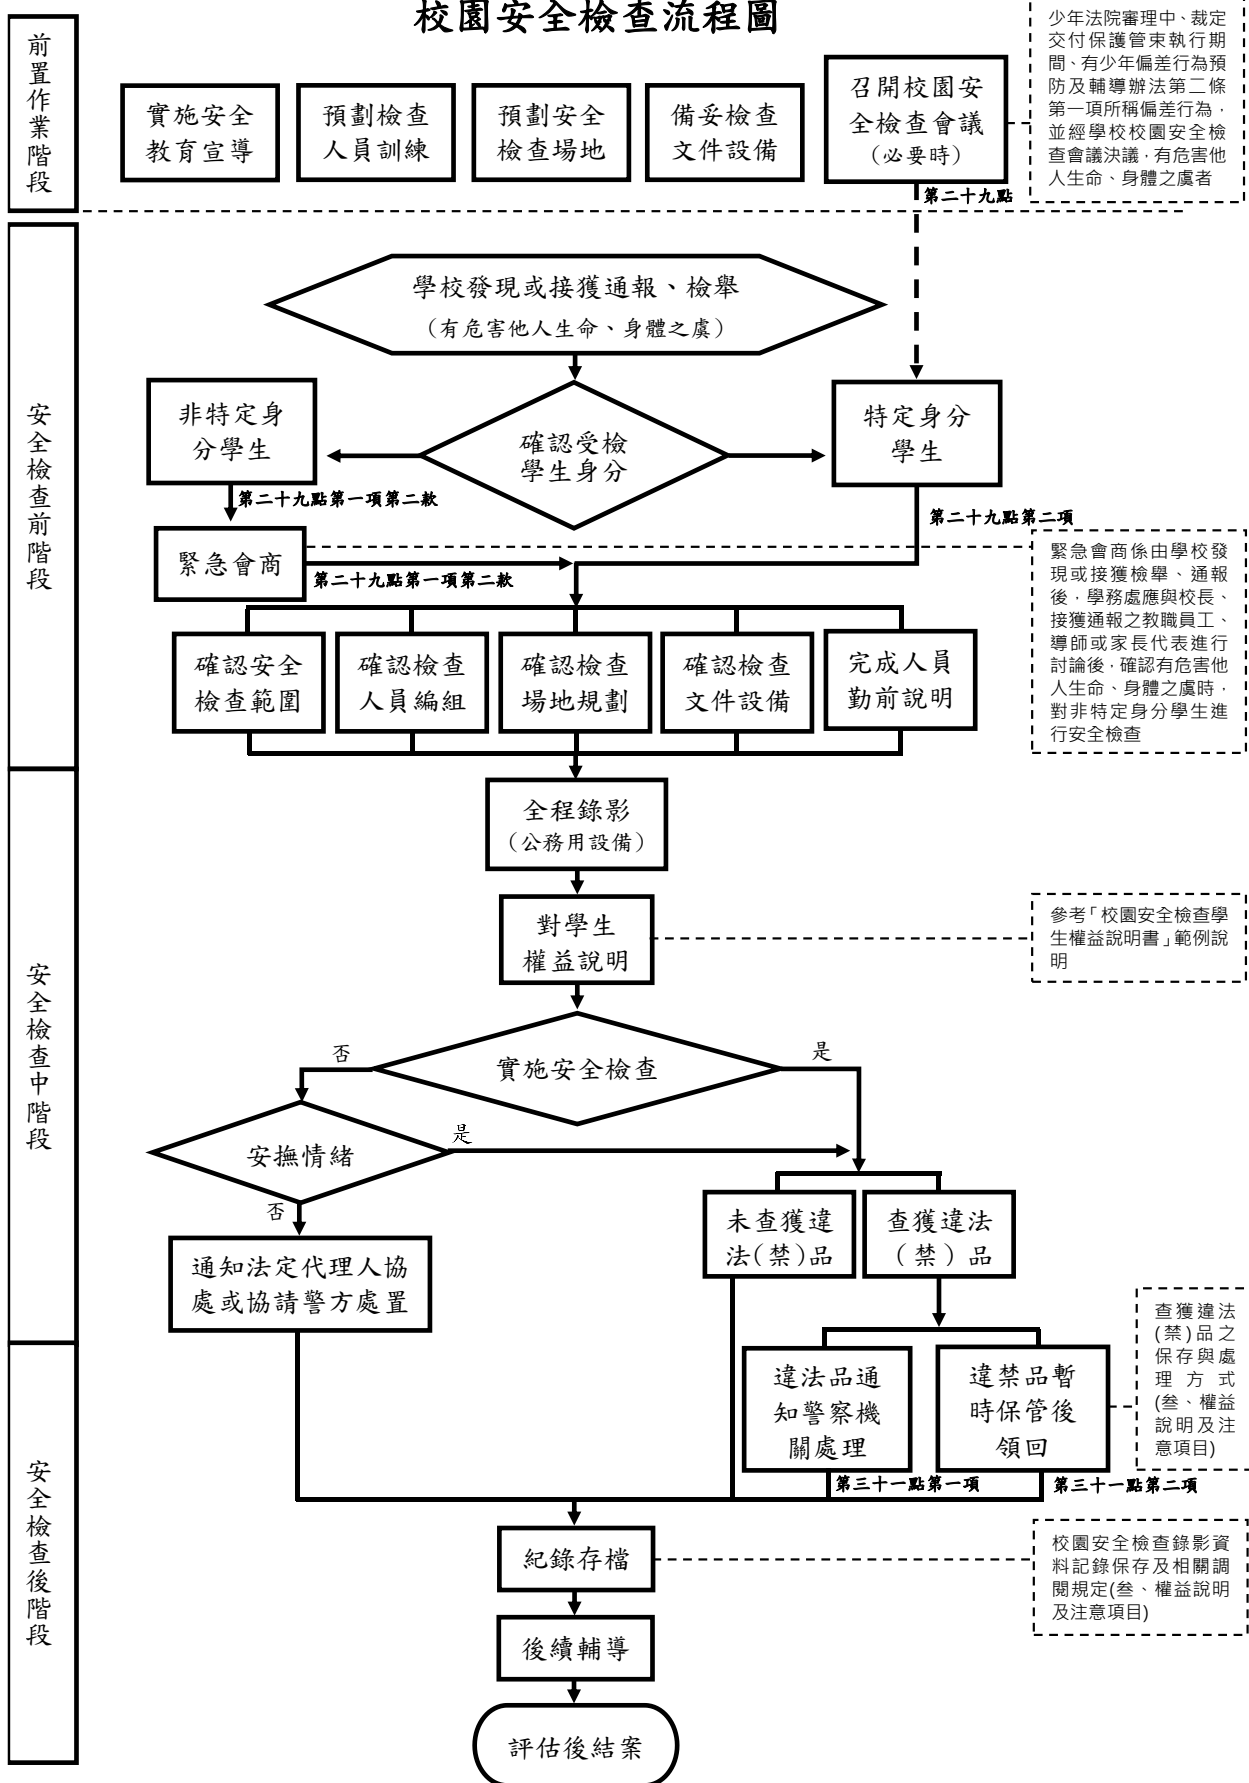 校園安全檢查流程圖
前置作業階段
實施安全
教育宣導
預劃檢查
人員訓練
預劃安全
檢查場地
備妥檢查
文件設備
召開校園安
全檢查會議
(必要時)
少年法院審理中、裁定
交付保護管束執行期
間、有少年偏差行為預
防及輔導辦法第二條
第一項所稱偏差行為，
並經學校校園安全檢
查會議決議，有危害他
人生命、身體之虞者
第二十九點
安全檢查前階段
學校發現或接獲通報、檢舉
（有危害他人生命、身體之虞）
非特定身
分學生
確認受檢
學生身分
特定身分
學生
第二十九點第一項第二款
第二十九點第二項
緊急會商
第二十九點第一項第二款
緊急會商係由學校發
現或接獲檢舉、通報
後，學務處應與校長、
接獲通報之教職員工、
導師或家長代表進行
討論後，確認有危害他
人生命、身體之虞時，
對非特定身分學生進
行安全檢查
確認安全
檢查範圍
確認檢查
人員編組
確認檢查
場地規劃
確認檢查
文件設備
完成人員
勤前說明
安全檢查中階段
全程錄影
（公務用設備）
對學生
權益說明
參考「校園安全檢查學
生權益說明書」範例說
明
實施安全檢查
否
是
安撫情緒
是
否
未查獲違
法(禁)品
查獲違法
（禁）品
通知法定代理人協
處或協請警方處置
查獲違法
(禁)品之
保存與處
理方式
(叁、權益
說明及注
意項目)
安全檢查後階段
違法品通
知警察機
關處理
違禁品暫
時保管後
領回
第三十一點第一項
第三十一點第二項
紀錄存檔
校園安全檢查錄影資
料記錄保存及相關調
閱規定(叁、權益說明
及注意項目)
後續輔導
評估後結案